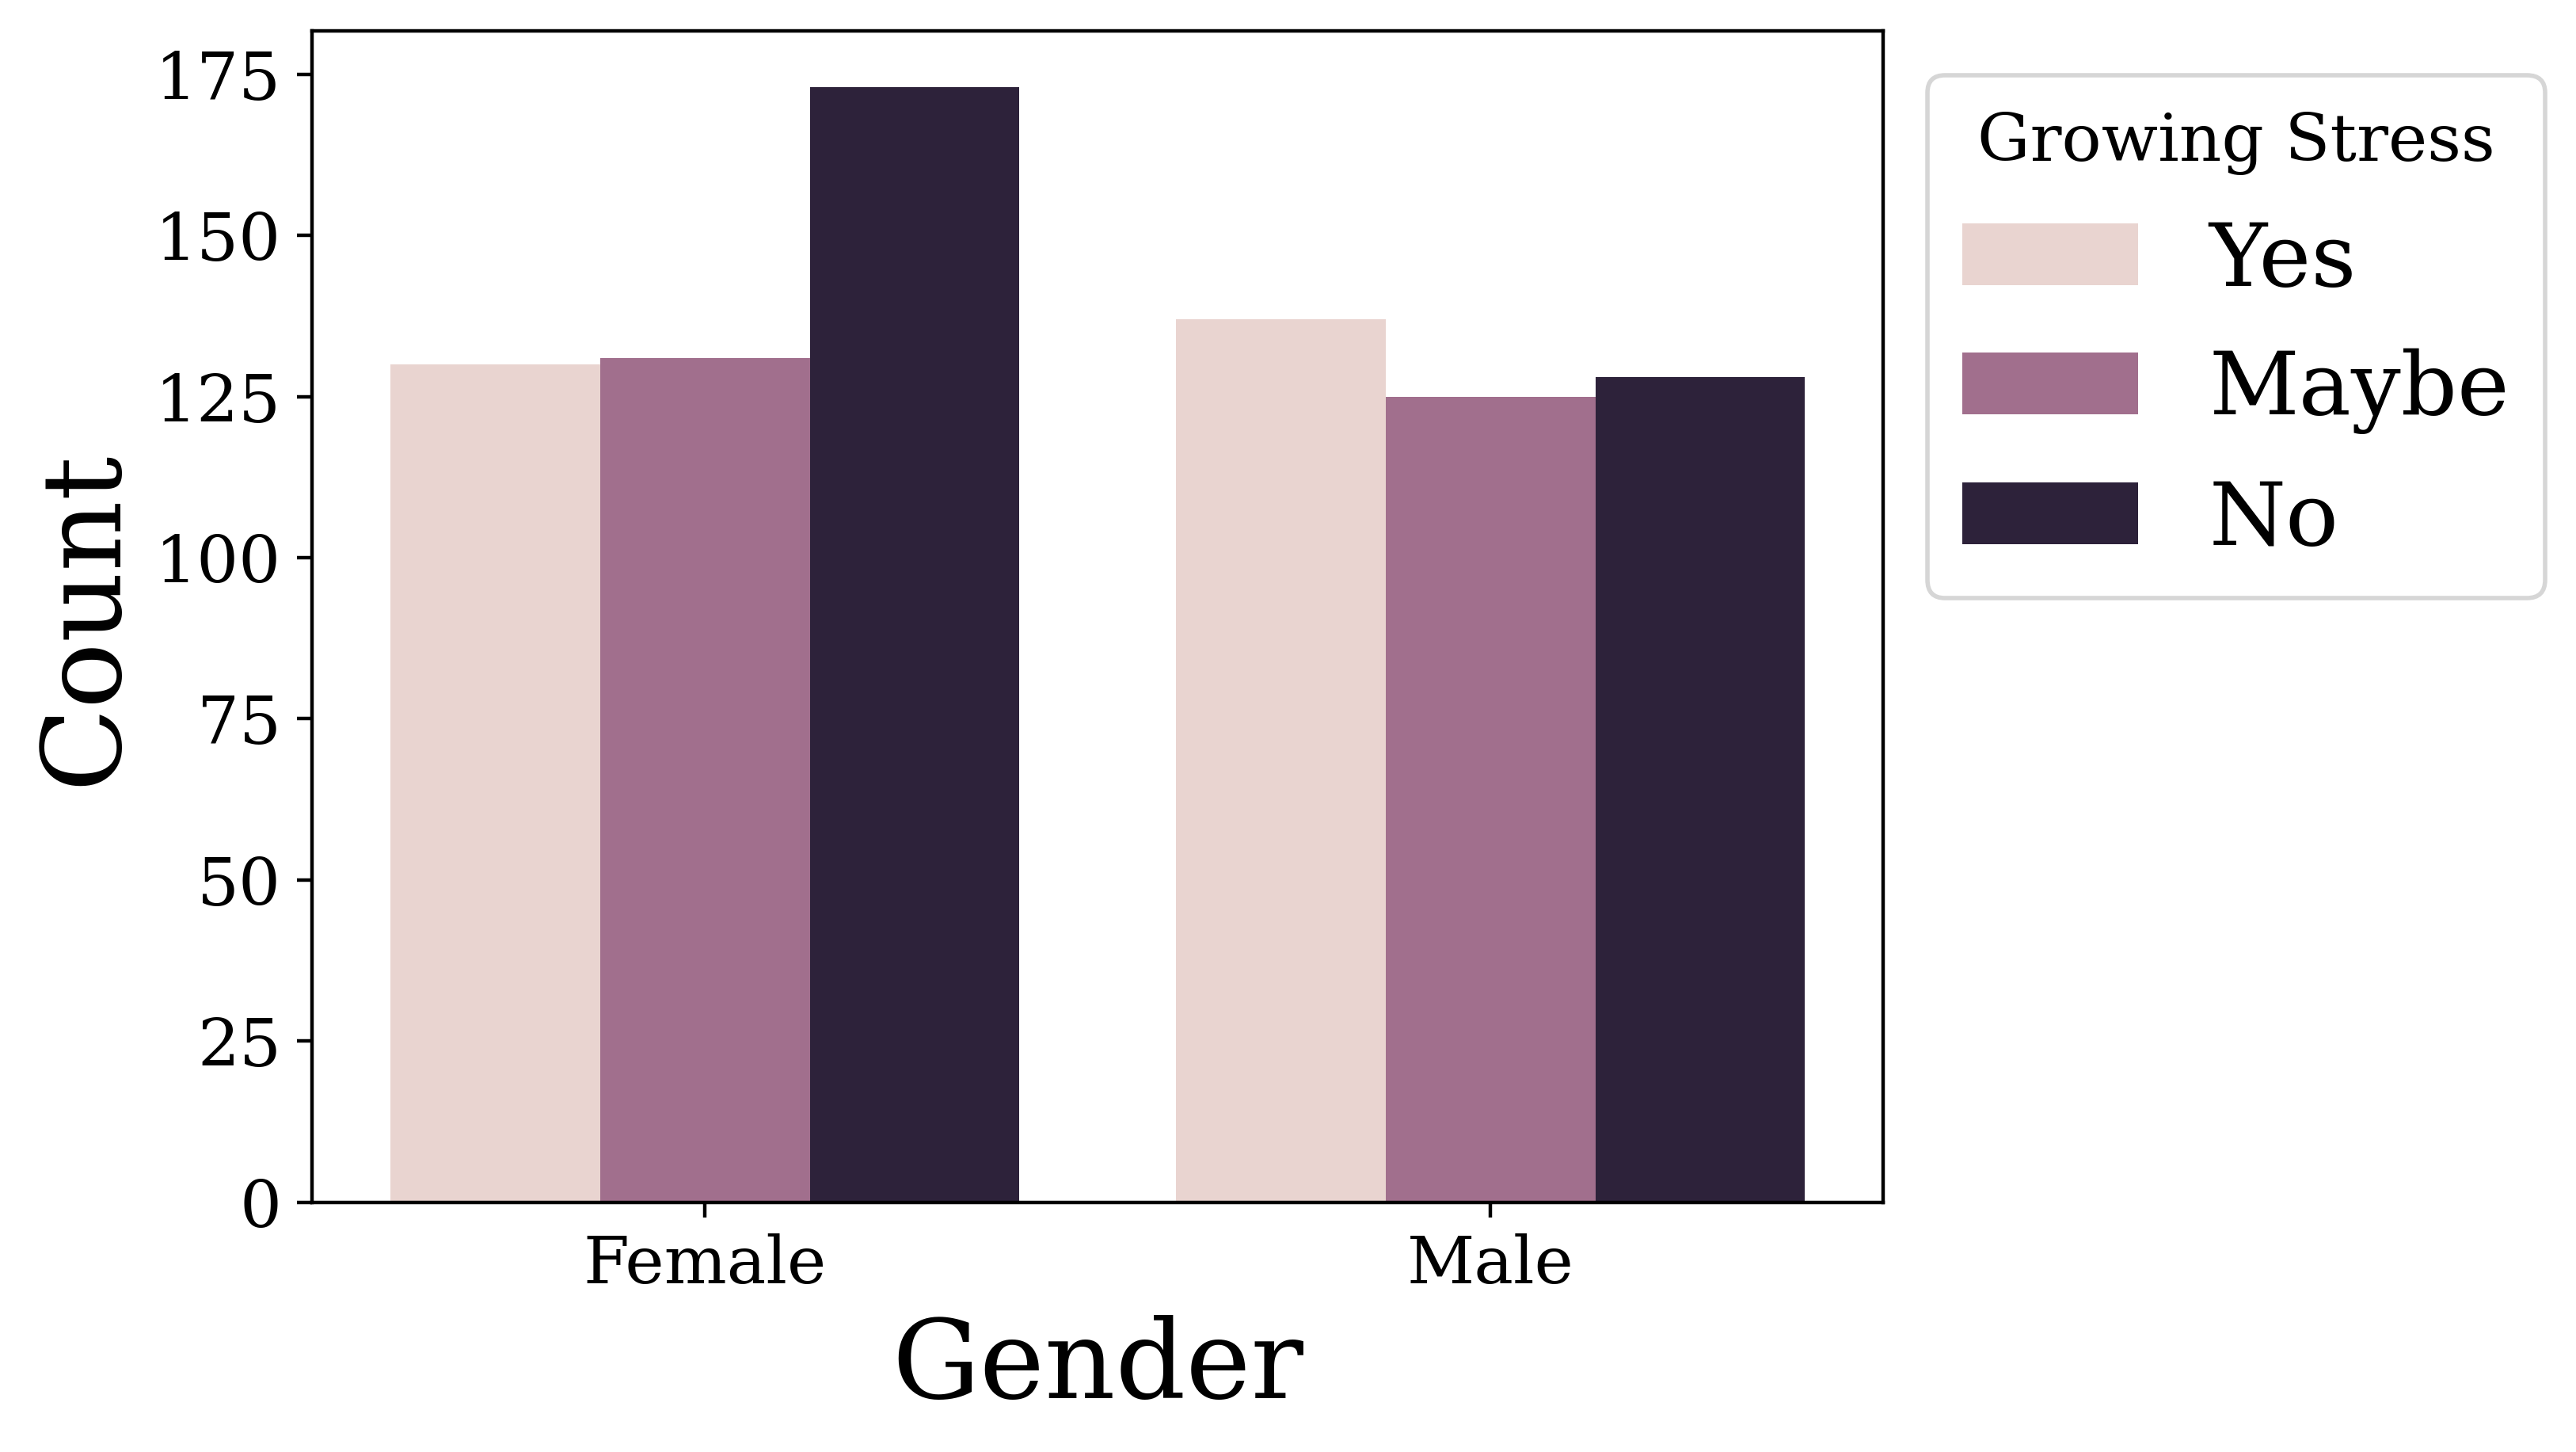 175
150
125
100
75
50
25
0
Count
Female
Male
Gender
Growing Stress
Yes
Maybe
No